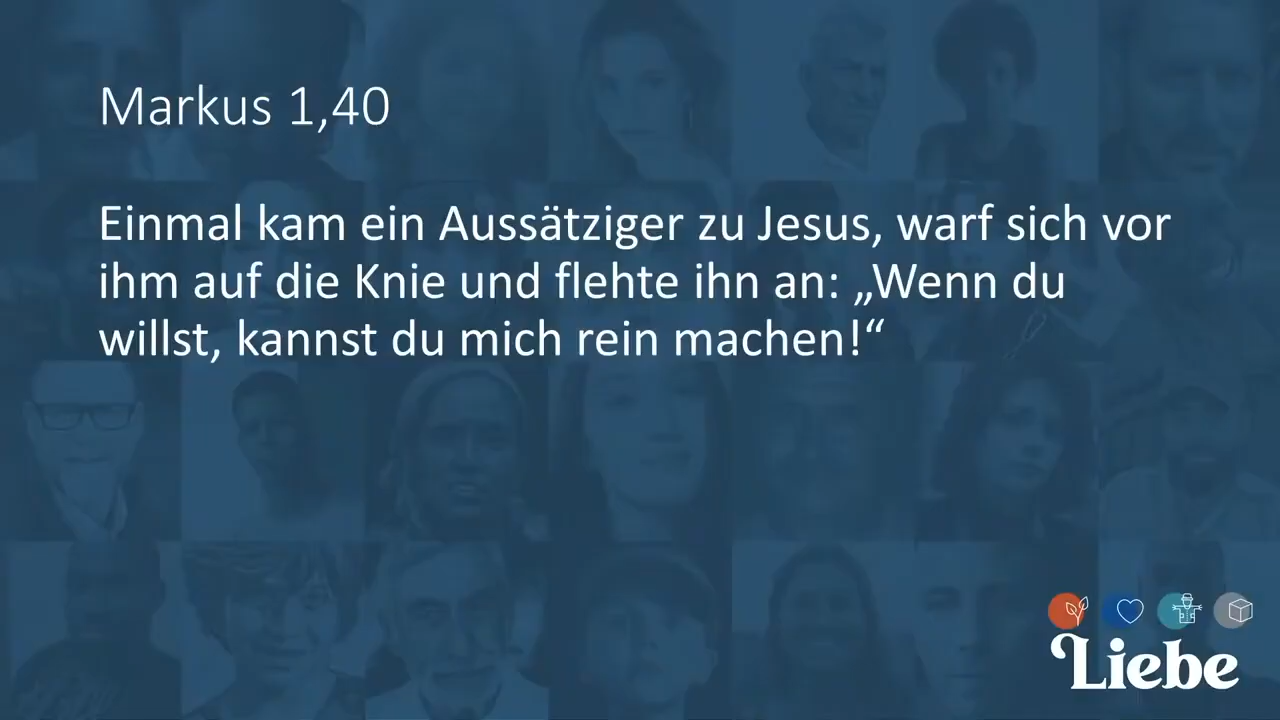 Markus 1,40
Einmal kam ein Aussätziger zu Jesus, warf sich vor
ihm auf die Knie und flehte ihn an: „Wenn du
willst, kannst du mich rein machen!“
Liebe